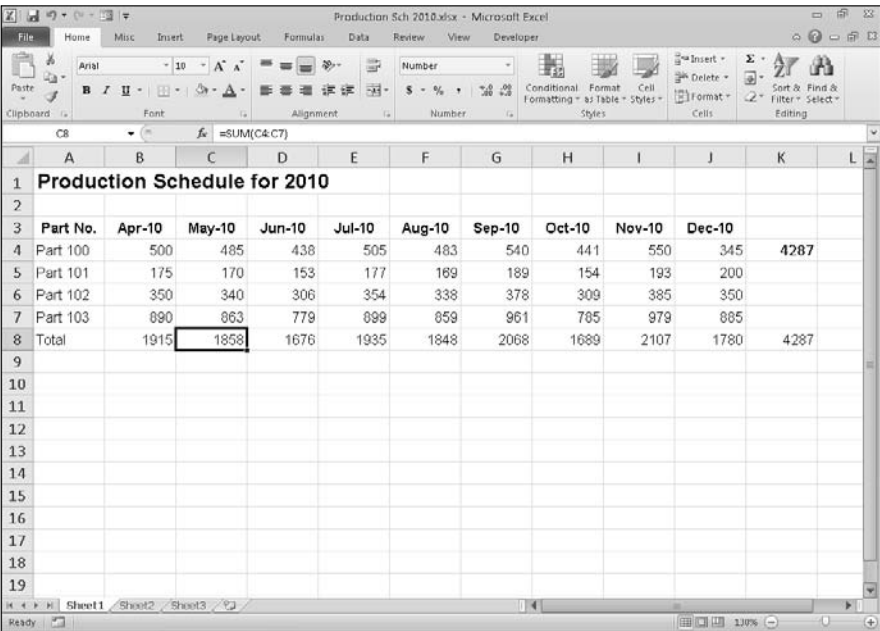 Production Sch 2010.xlsx - Microsoft Excel
File Home Misc Insert Page Layout Formulas Data Review View Developer
Arial 10 A A Number Insert Σ
Paste B I U A $ % , .00 Conditional Formatting Format as Table Cell Styles Delete Format Sort & Filter Find & Select
Clipboard Font Alignment Number Styles Cells Editing
C8 fx =SUM(C4:C7)
A B C D E F G H I J K L
1 Production Schedule for 2010
2
3 Part No. Apr-10 May-10 Jun-10 Jul-10 Aug-10 Sep-10 Oct-10 Nov-10 Dec-10
4 Part 100 500 485 438 505 483 540 441 550 345 4287
5 Part 101 175 170 153 177 169 189 154 193 200
6 Part 102 350 340 306 354 338 378 309 385 350
7 Part 103 890 863 779 899 859 961 785 979 885
8 Total 1915 1858 1676 1935 1848 2068 1689 2107 1780 4287
9
10
11
12
13
14
15
16
17
18
19
Sheet1 Sheet2 Sheet3
Ready 130%